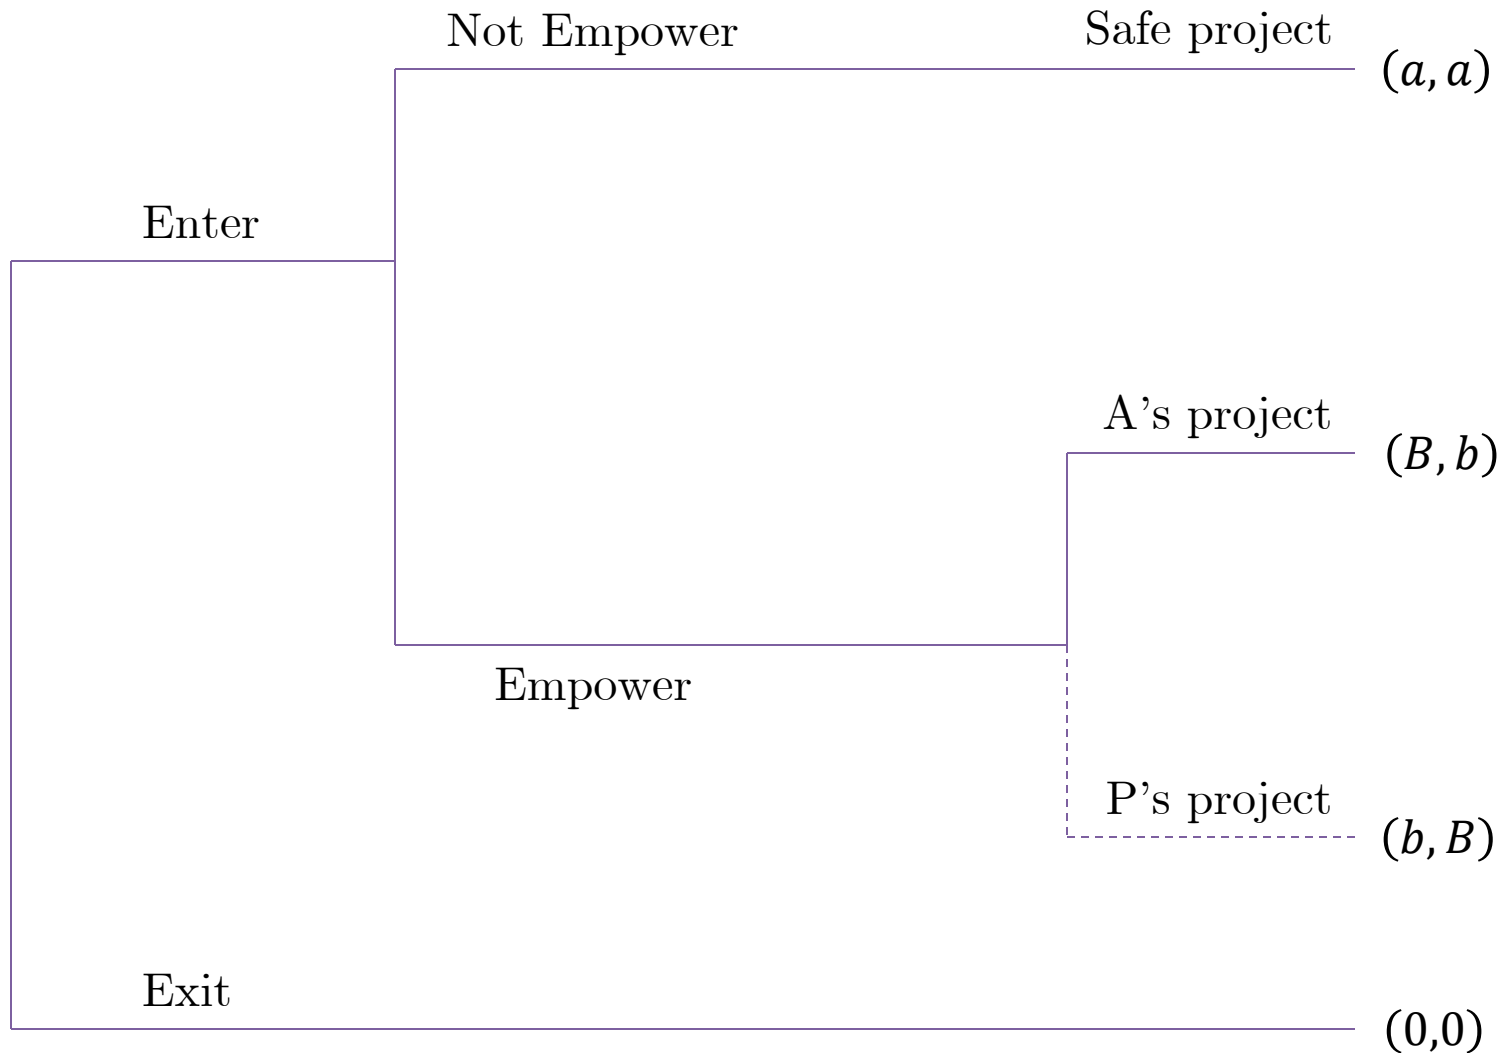 Not Empower
Safe project
(a, a)
Enter
A's project
(B, b)
Empower
P's project
(b, B)
Exit
(0,0)